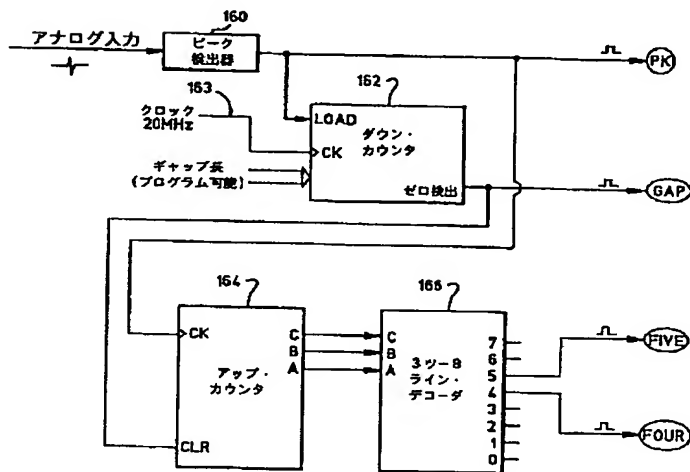 160
アナログ入力
ピーク
検出器
PK
163
クロック
20MHz
162
LOAD
ダウン・
カウンタ
CK
ギャップ長
(プログラム可能)
ゼロ検出
GAP
164
CK
C
B
A
アップ・
カウンタ
CLR
166
C
B
A
3ツー8
ライン・
デコーダ
7
6
5
4
3
2
1
0
FIVE
FOUR